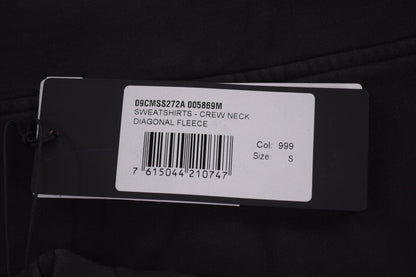 09CMSS272A 005869M
SWEATSHIRTS - CREW NECK
DIAGONAL FLEECE
Col: 999
Size: S
7 615044 210747